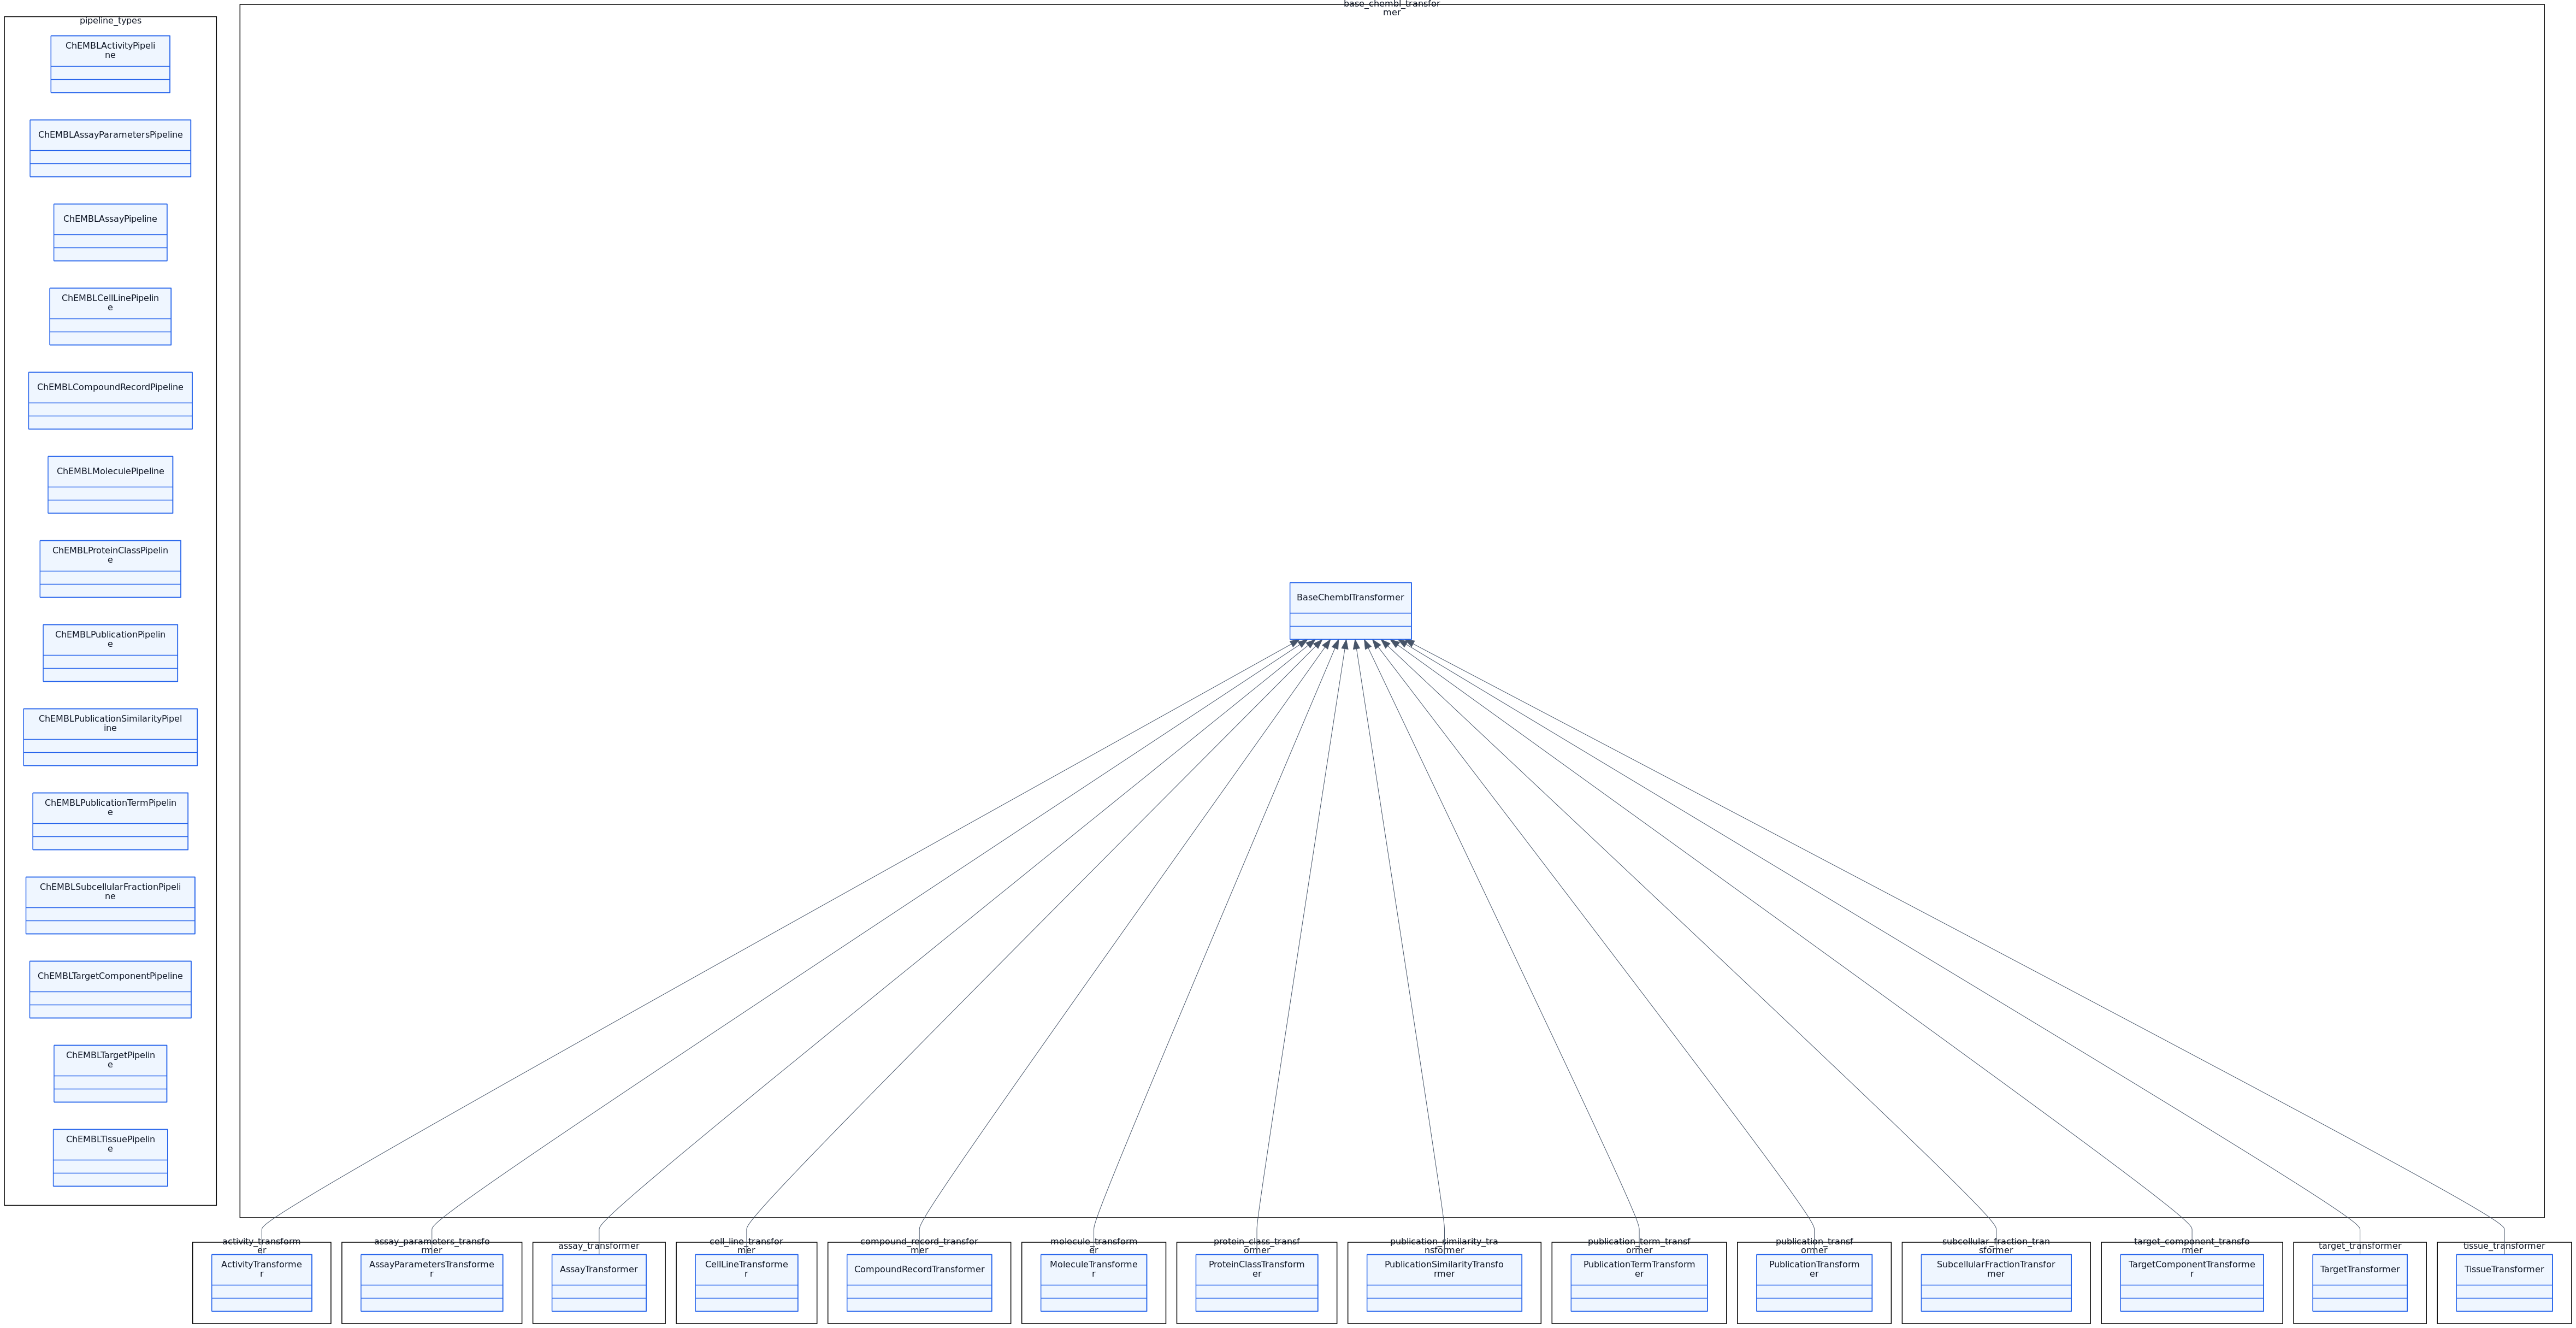 pipeline_types
ChEMBLActivityPipeli
ne
ChEMBLAssayParametersPipeline
ChEMBLAssayPipeline
ChEMBLCellLinePipelin
e
ChEMBLCompoundRecordPipeline
ChEMBLMoleculePipeline
ChEMBLProteinClassPipelin
e
ChEMBLPublicationPipelin
e
ChEMBLPublicationSimilarityPipel
ine
ChEMBLPublicationTermPipelin
e
ChEMBLSubcellularFractionPipeli
ne
ChEMBLTargetComponentPipeline
ChEMBLTargetPipelin
e
ChEMBLTissuePipelin
e
base_chembl_transfor
mer
BaseChemblTransformer
activity_transform
er
ActivityTransforme
r
assay_parameters_transfo
rmer
AssayParametersTransforme
r
assay_transformer
AssayTransformer
cell_line_transfor
mer
CellLineTransforme
r
compound_record_transfor
mer
CompoundRecordTransformer
molecule_transform
er
MoleculeTransforme
r
protein_class_transf
ormer
ProteinClassTransform
er
publication_similarity_tra
nsformer
PublicationSimilarityTransfo
rmer
publication_term_transf
ormer
PublicationTermTransform
er
publication_transf
ormer
PublicationTransform
er
subcellular_fraction_tran
sformer
SubcellularFractionTransfor
mer
target_component_transfo
rmer
TargetComponentTransforme
r
target_transformer
TargetTransformer
tissue_transformer
TissueTransformer